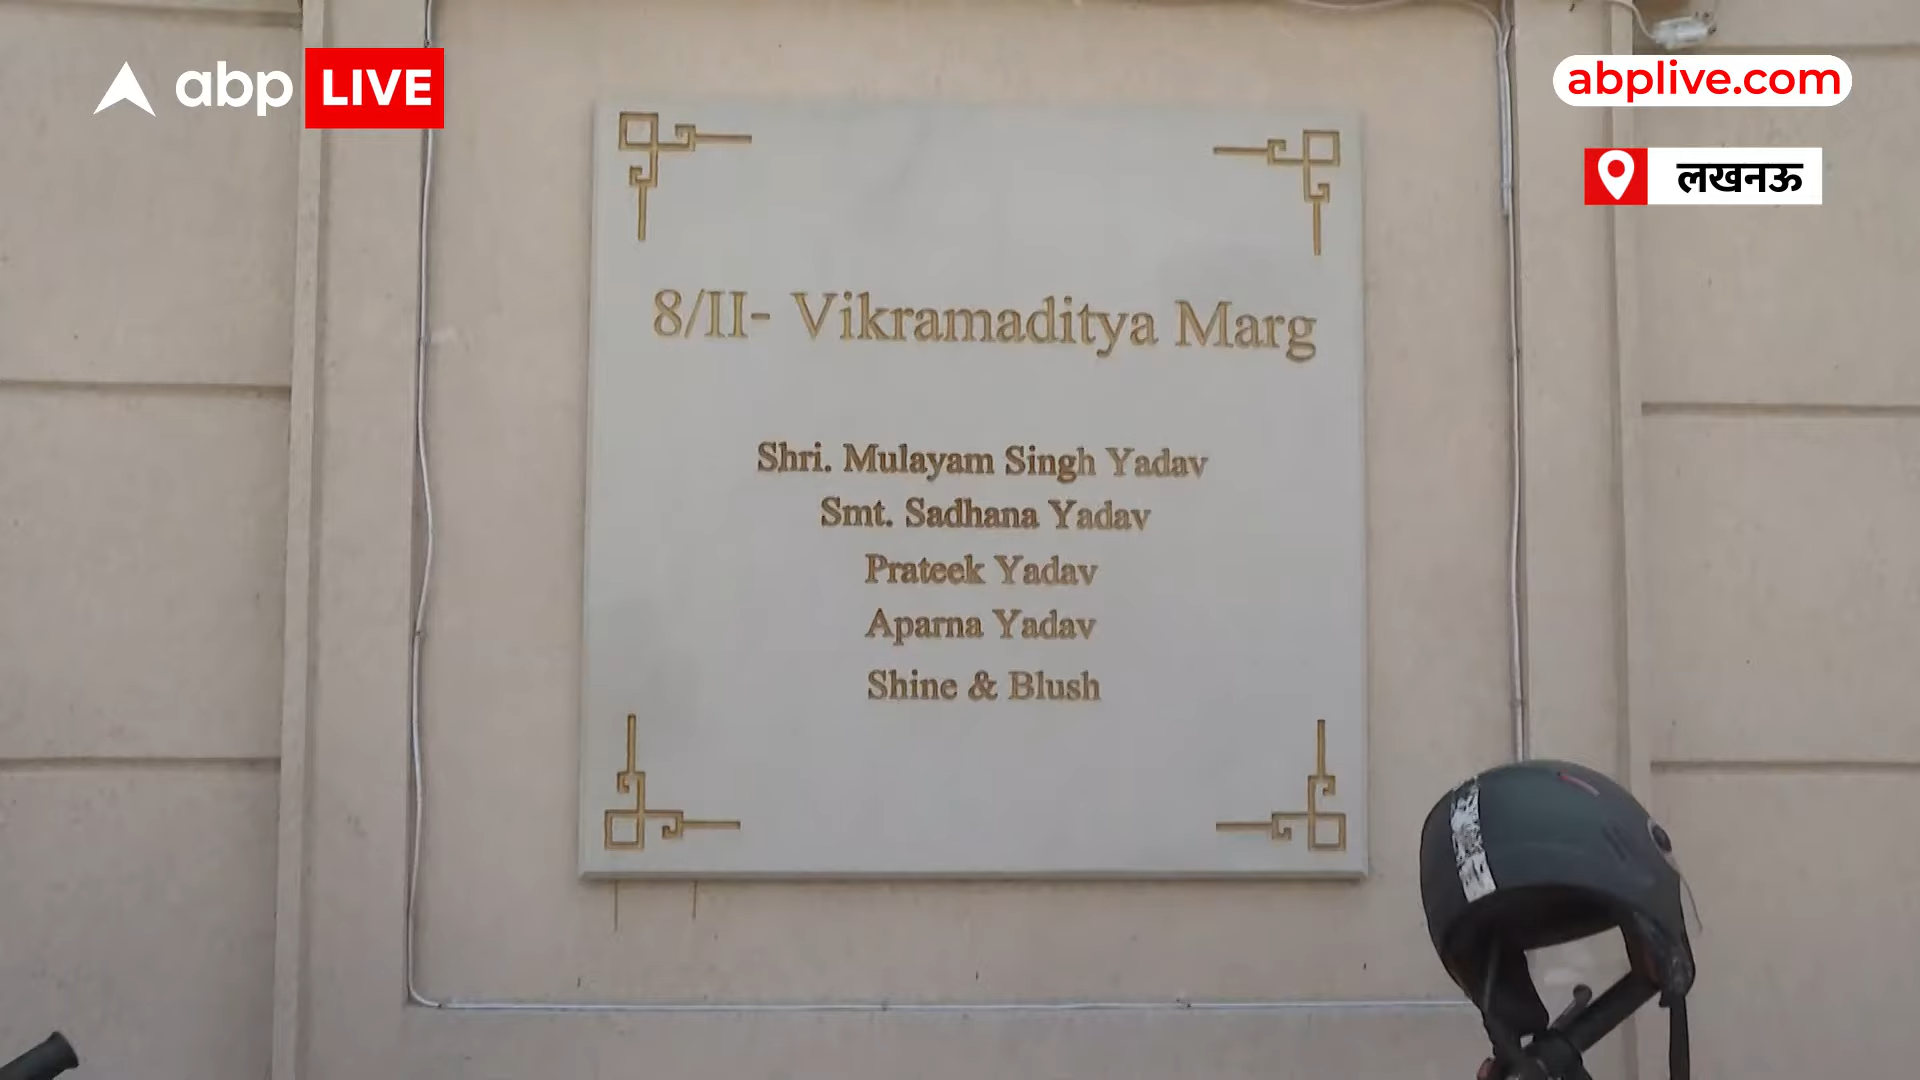 abp LIVE
abplive.com
लखनऊ
8/II- Vikramaditya Marg
Shri. Mulayam Singh Yadav
Smt. Sadhana Yadav
Prateek Yadav
Aparna Yadav
Shine & Blush